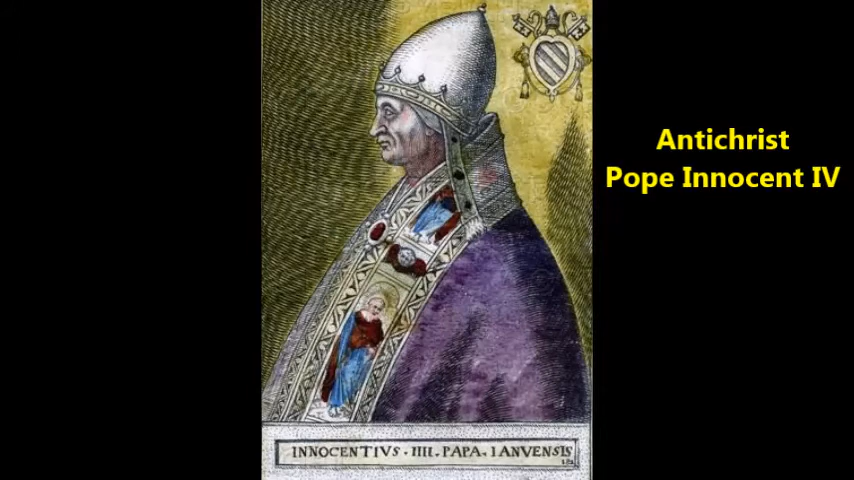 Antichrist
Pope Innocent IV
INNOCENTIVS · IIII · PAPA · IANVENSIS